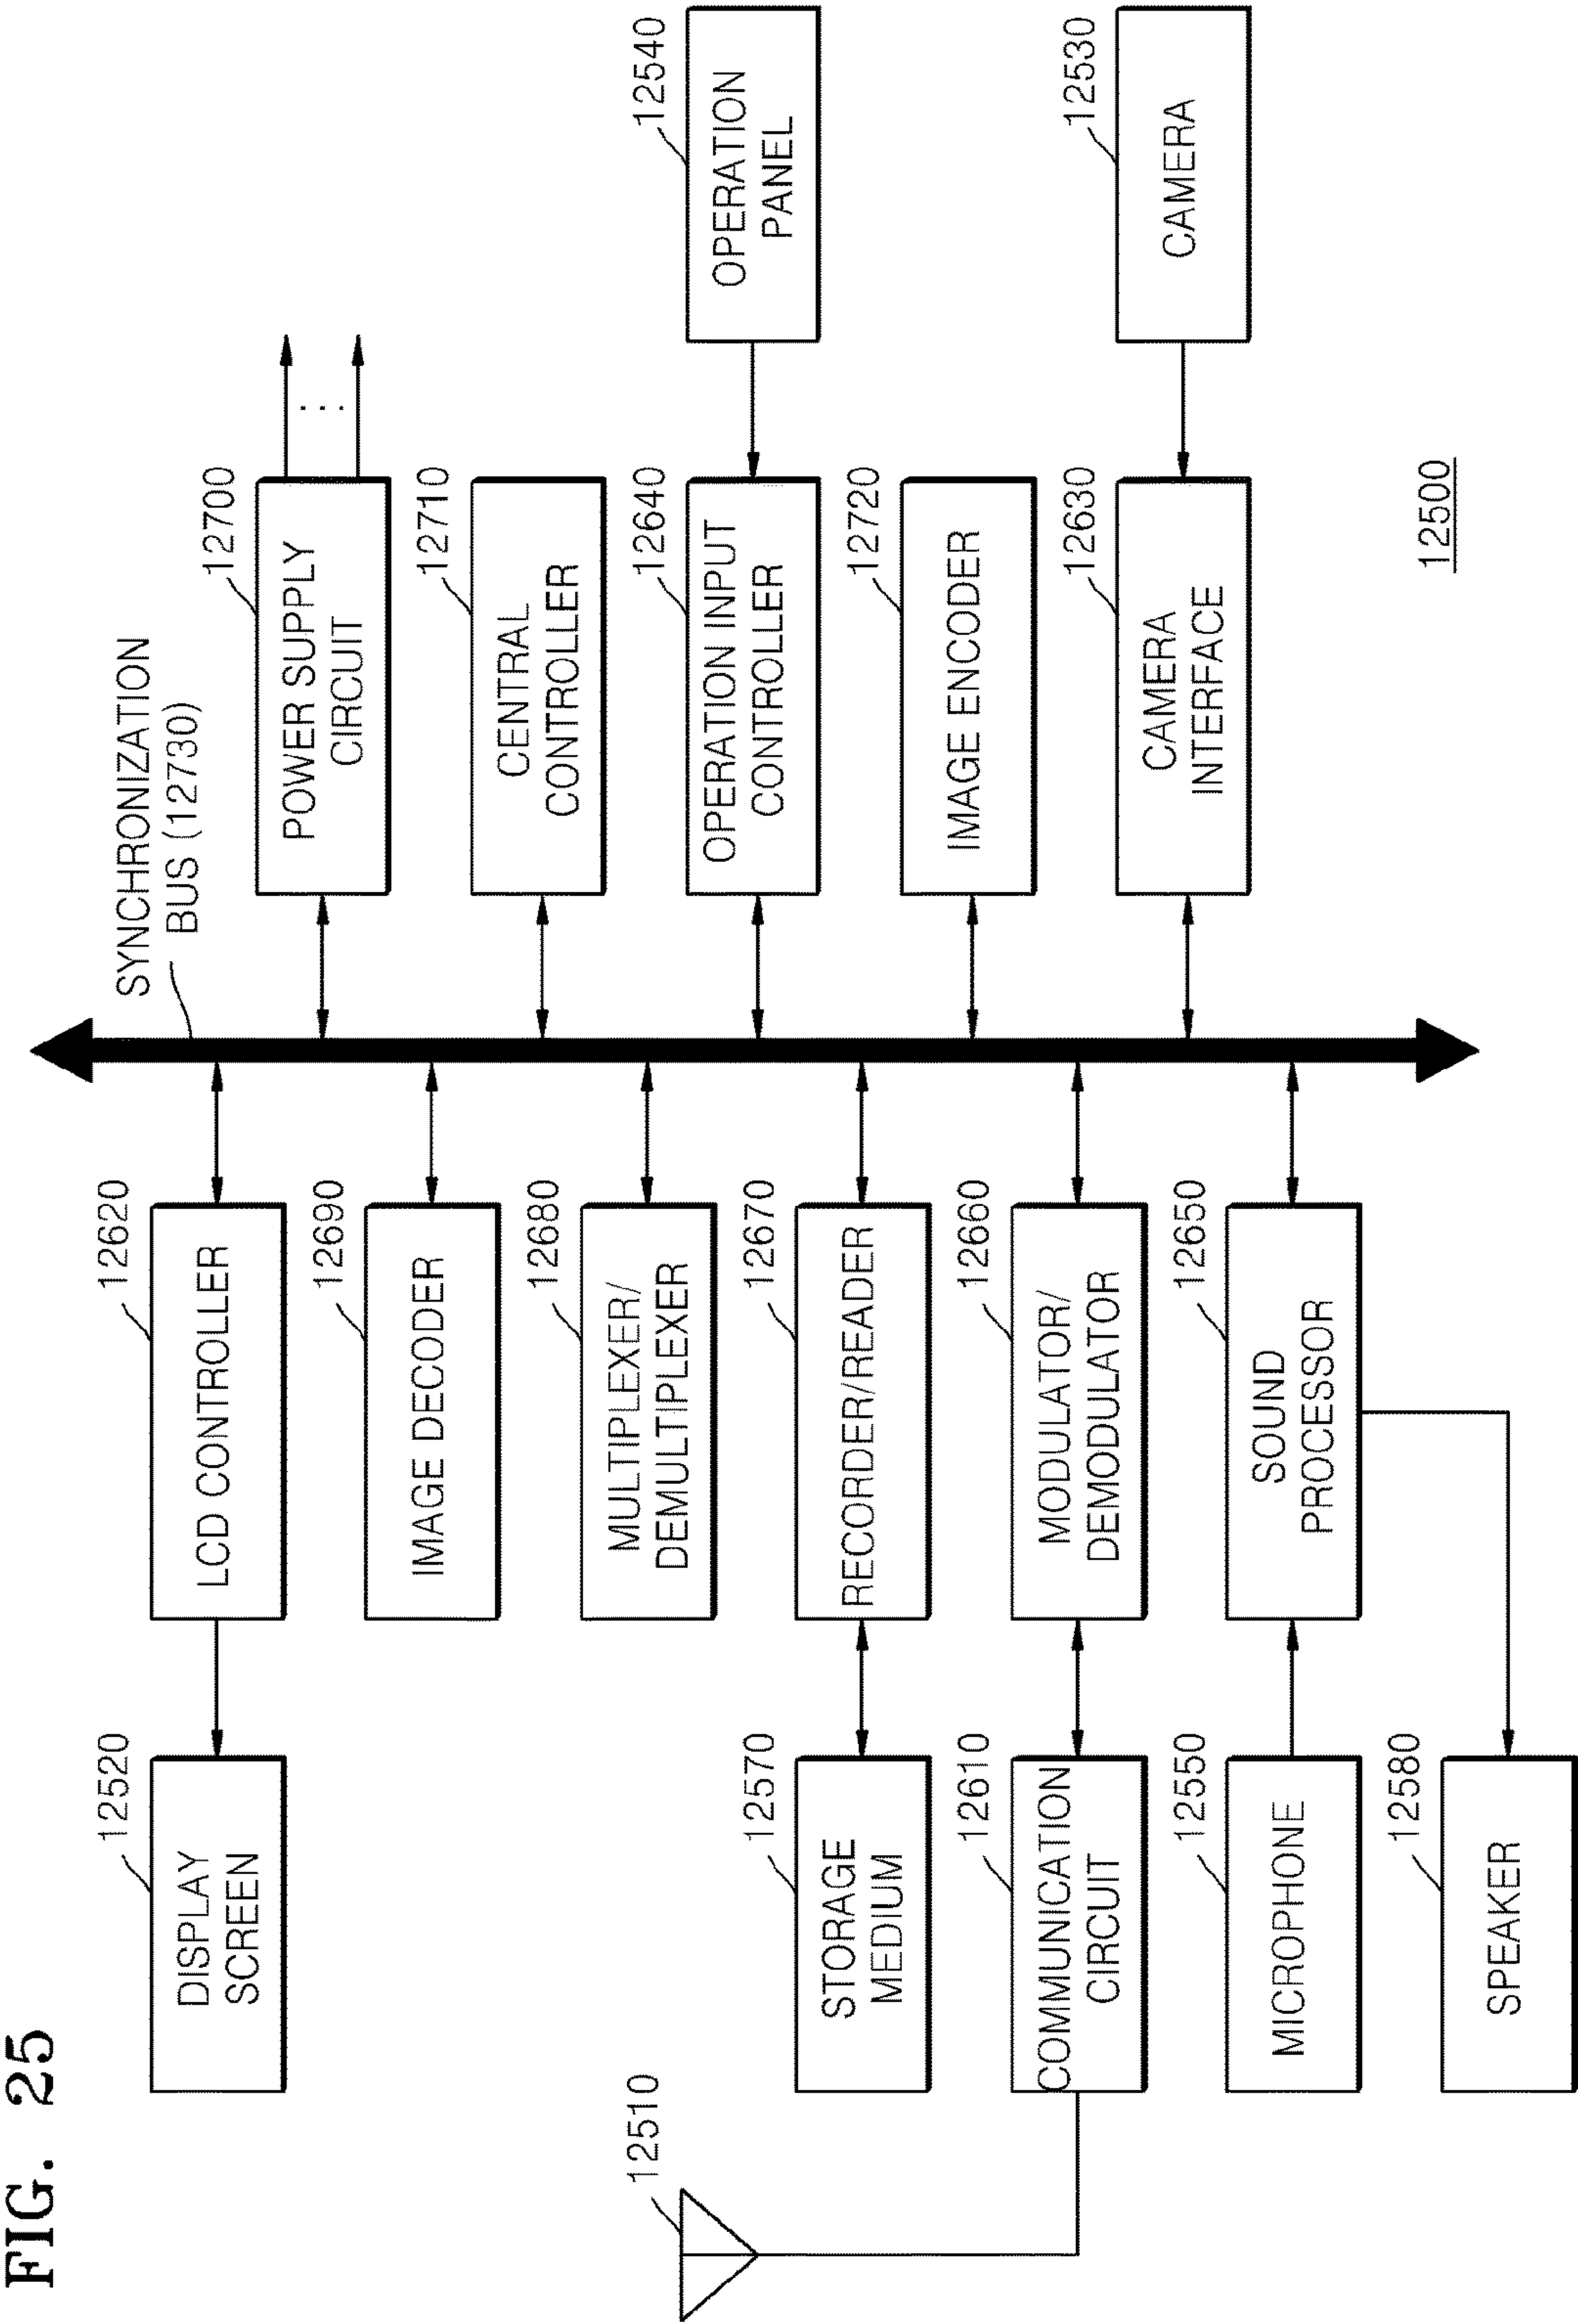 FIG. 25
12510
12520
DISPLAY
SCREEN
12620
LCD CONTROLLER
12690
IMAGE DECODER
12680
MULTIPLEXER/
DEMULTIPLEXER
12570
STORAGE
MEDIUM
12670
RECORDER/READER
12610
COMMUNICATION
CIRCUIT
12660
MODULATOR/
DEMODULATOR
12550
MICROPHONE
12650
SOUND
PROCESSOR
12580
SPEAKER
SYNCHRONIZATION
BUS (12730)
12700
POWER SUPPLY
CIRCUIT
...
12710
CENTRAL
CONTROLLER
12640
OPERATION INPUT
CONTROLLER
12540
OPERATION
PANEL
12720
IMAGE ENCODER
12630
CAMERA
INTERFACE
12530
CAMERA
12500